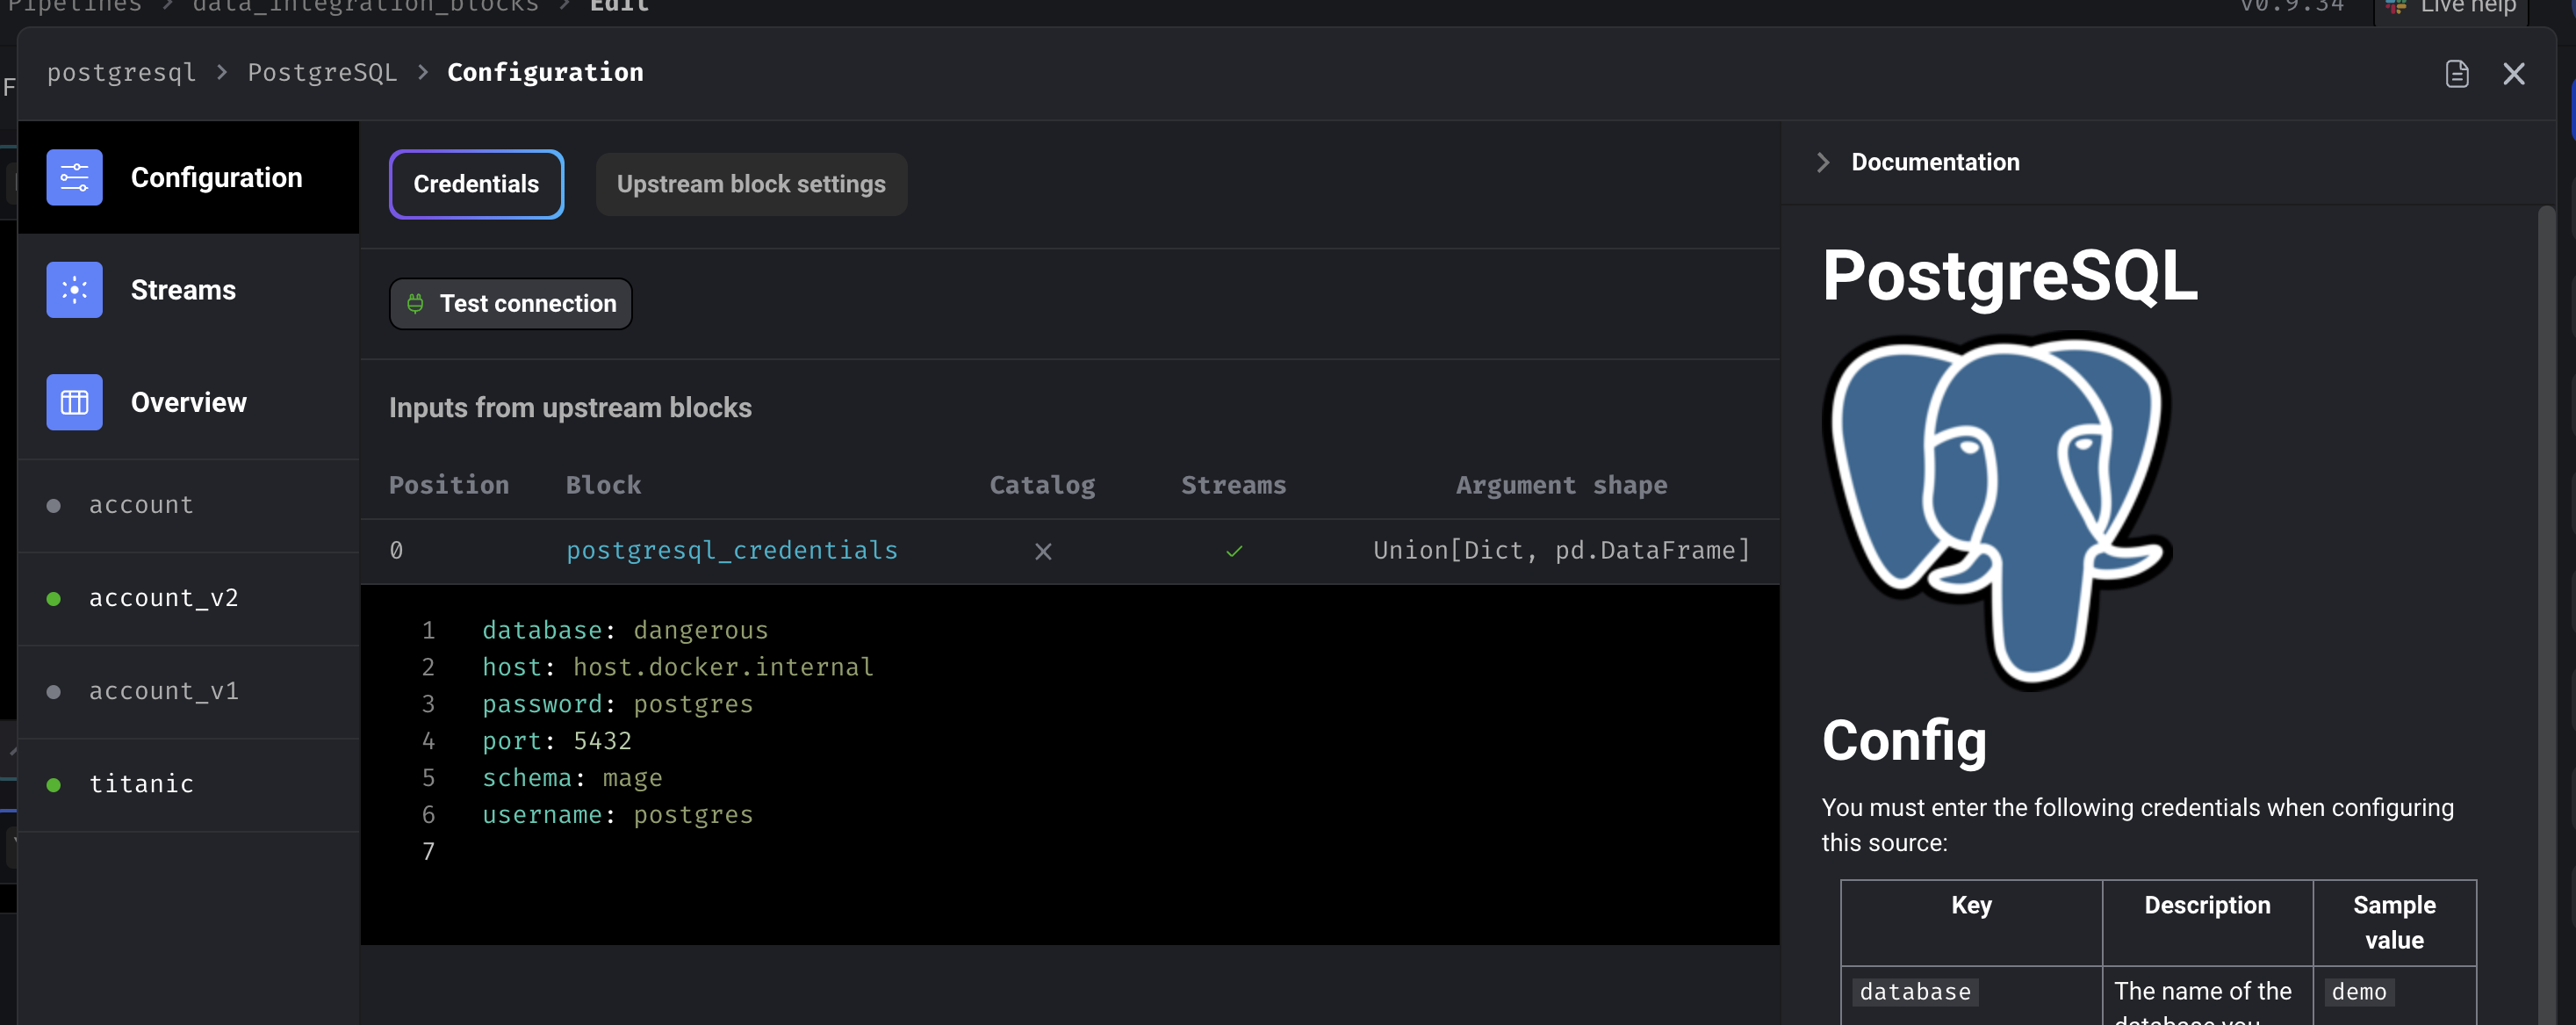 Pipelines > data_integration_blocks > Edit
v0.9.34
Live help
postgresql > PostgreSQL > Configuration
F
Configuration
Streams
Overview
account
account_v2
account_v1
titanic
Credentials
Upstream block settings
Test connection
Inputs from upstream blocks
Position Block Catalog Streams Argument shape
0 postgresql_credentials Union[Dict, pd.DataFrame]
1 database: dangerous
2 host: host.docker.internal
3 password: postgres
4 port: 5432
5 schema: mage
6 username: postgres
7
Documentation
PostgreSQL
Config
You must enter the following credentials when configuring
this source:
Key Description Sample
value
database The name of the demo
database you